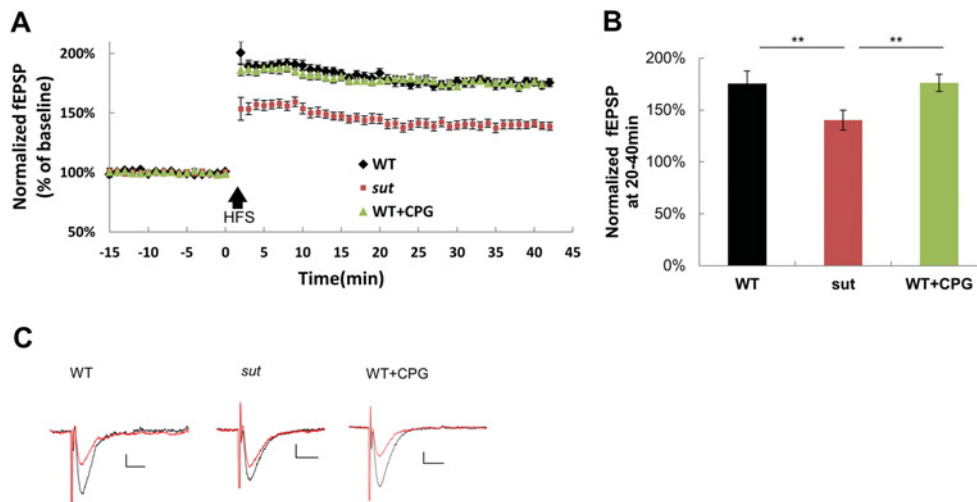 A
Normalized fEPSP
(% of baseline)
200%
150%
100%
50%
WT
sut
WT+CPG
HFS
-15 -10 -5 0 5 10 15 20 25 30 35 40 45
Time(min)
B
Normalized fEPSP
at 20-40min
200%
150%
100%
50%
0%
** **
WT sut WT+CPG
C
WT sut WT+CPG